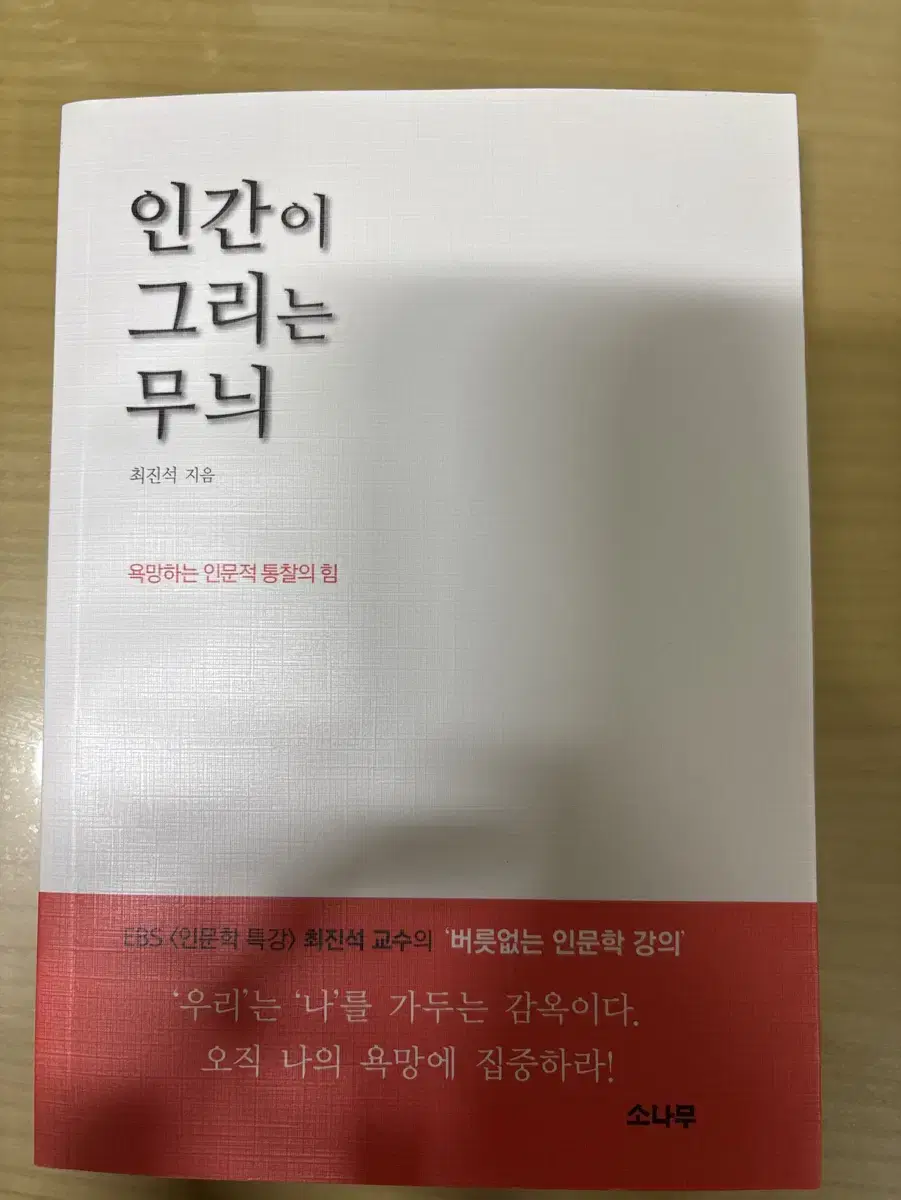 인간이
그리는
무늬
최진석 지음
욕망하는 인문적 통찰의 힘
EBS 〈인문학 특강〉 최진석 교수의 '버릇없는 인문학 강의'
'우리'는 '나'를 가두는 감옥이다.
오직 나의 욕망에 집중하라!
소나무